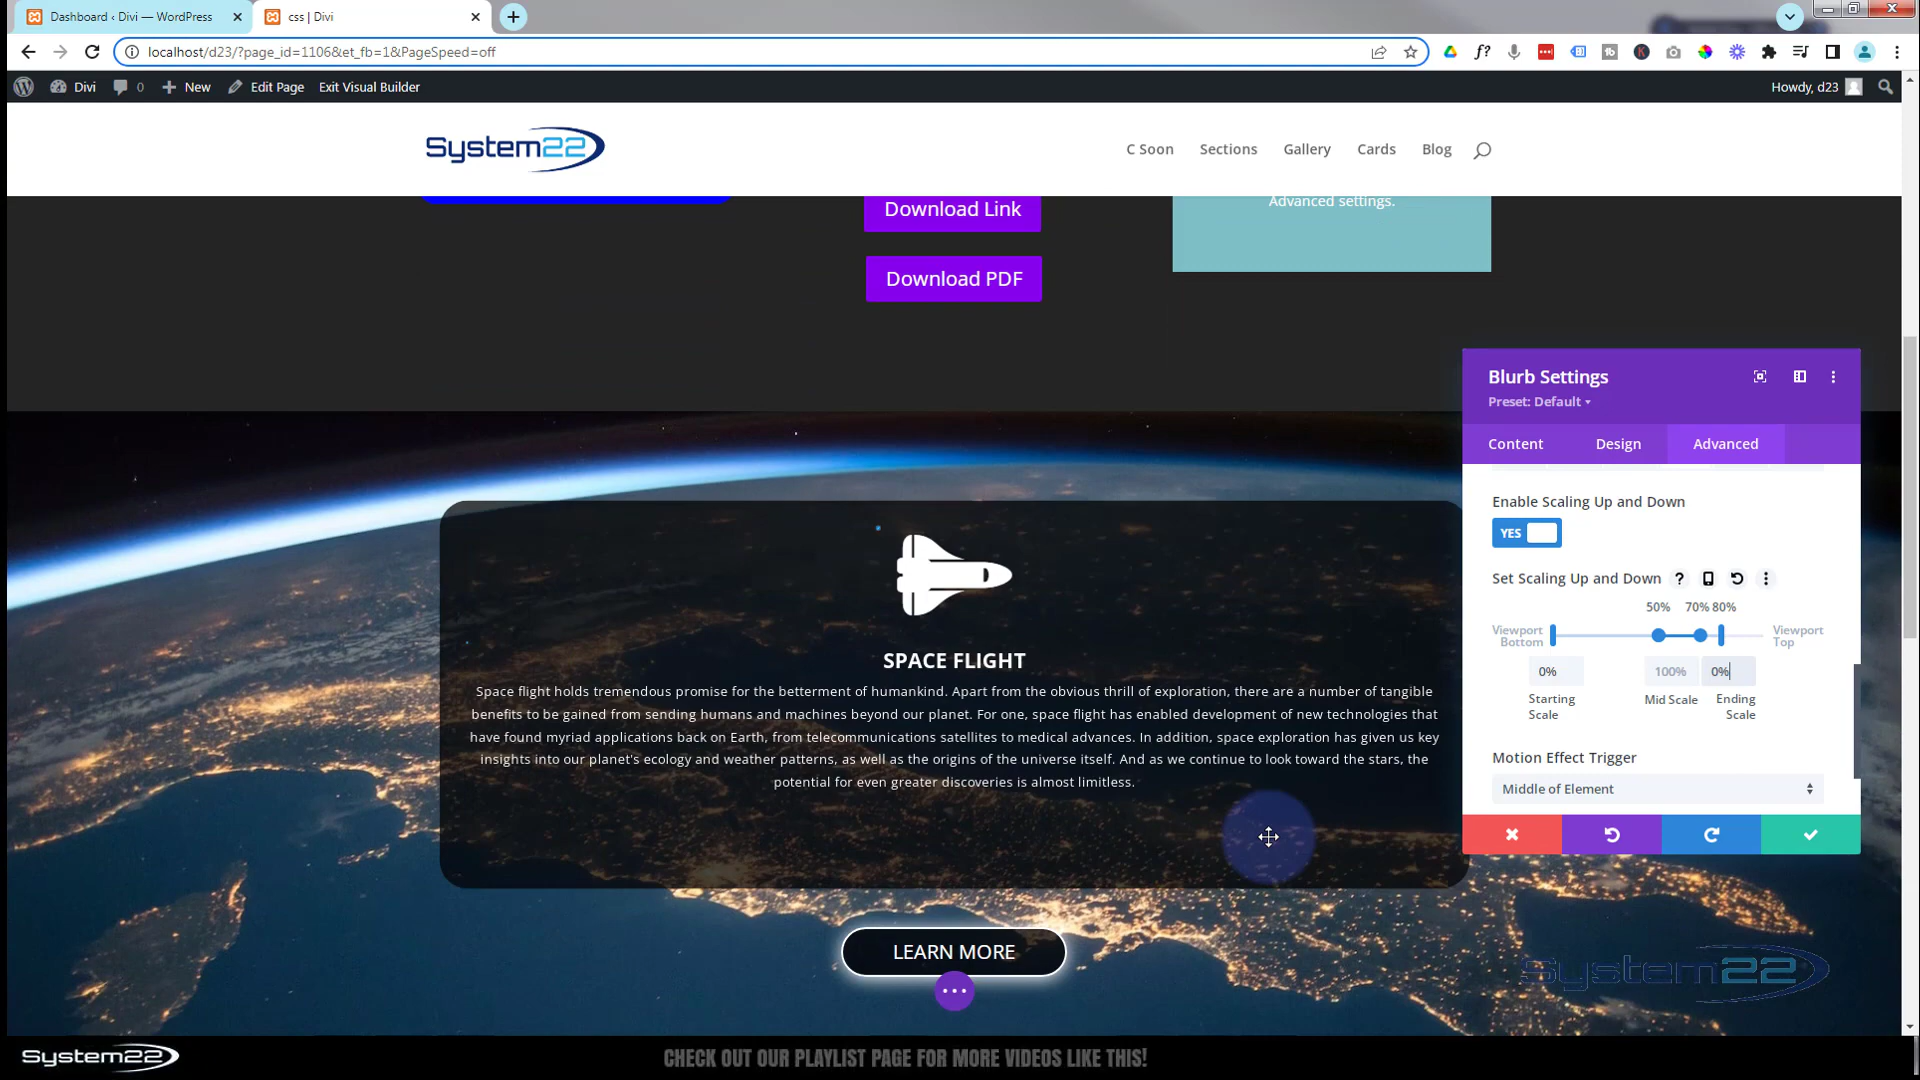 Dashboard ‹ Divi — WordPress
css | Divi
localhost/d23/?page_id=1106&et_fb=1&PageSpeed=off
Divi
0
New
Edit Page
Exit Visual Builder
Howdy, d23
System22
C Soon
Sections
Gallery
Cards
Blog
Download Link
Download PDF
Advanced settings.
SPACE FLIGHT
Space flight holds tremendous promise for the betterment of humankind. Apart from the obvious thrill of exploration, there are a number of tangible
benefits to be gained from sending humans and machines beyond our planet. For one, space flight has enabled development of new technologies that
have found myriad applications back on Earth, from telecommunications satellites to medical advances. In addition, space exploration has given us key
insights into our planet's ecology and weather patterns, as well as the origins of the universe itself. And as we continue to look toward the stars, the
potential for even greater discoveries is almost limitless.
LEARN MORE
Blurb Settings
Preset: Default
Content
Design
Advanced
Enable Scaling Up and Down
YES
Set Scaling Up and Down
50% 70% 80%
Viewport
Bottom
Viewport
Top
0%
100%
0%
Starting
Scale
Mid Scale
Ending
Scale
Motion Effect Trigger
Middle of Element
System22
System22
CHECK OUT OUR PLAYLIST PAGE FOR MORE VIDEOS LIKE THIS!